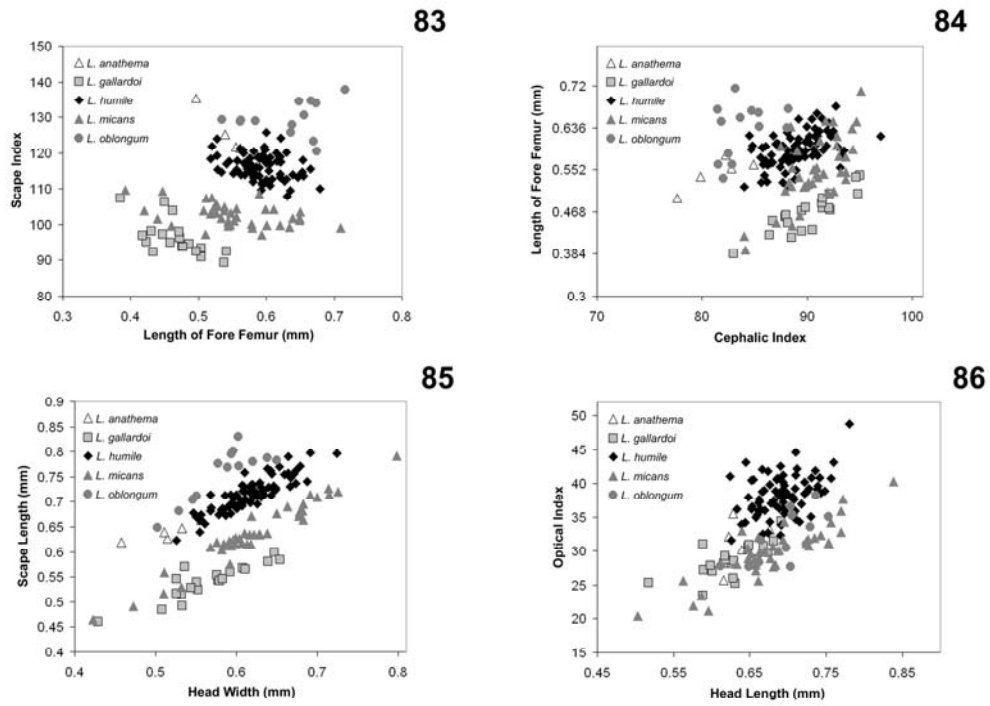 83
150
140
130
120
110
100
90
80
Scape Index
L. anathema
L. gallardoi
L. humile
L. micans
L. oblongum
0.3 0.4 0.5 0.6 0.7 0.8
Length of Fore Femur (mm)
84
0.72
0.636
0.552
0.468
0.384
0.3
Length of Fore Femur (mm)
L. anathema
L. gallardoi
L. humile
L. micans
L. oblongum
70 80 90 100
Cephalic Index
85
0.9
0.85
0.8
0.75
0.7
0.65
0.6
0.55
0.5
0.45
0.4
Scape Length (mm)
L. anathema
L. gallardoi
L. humile
L. micans
L. oblongum
0.4 0.5 0.6 0.7 0.8
Head Width (mm)
86
50
45
40
35
30
25
20
15
Optical Index
L. anathema
L. gallardoi
L. humile
L. micans
L. oblongum
0.45 0.55 0.65 0.75 0.85
Head Length (mm)